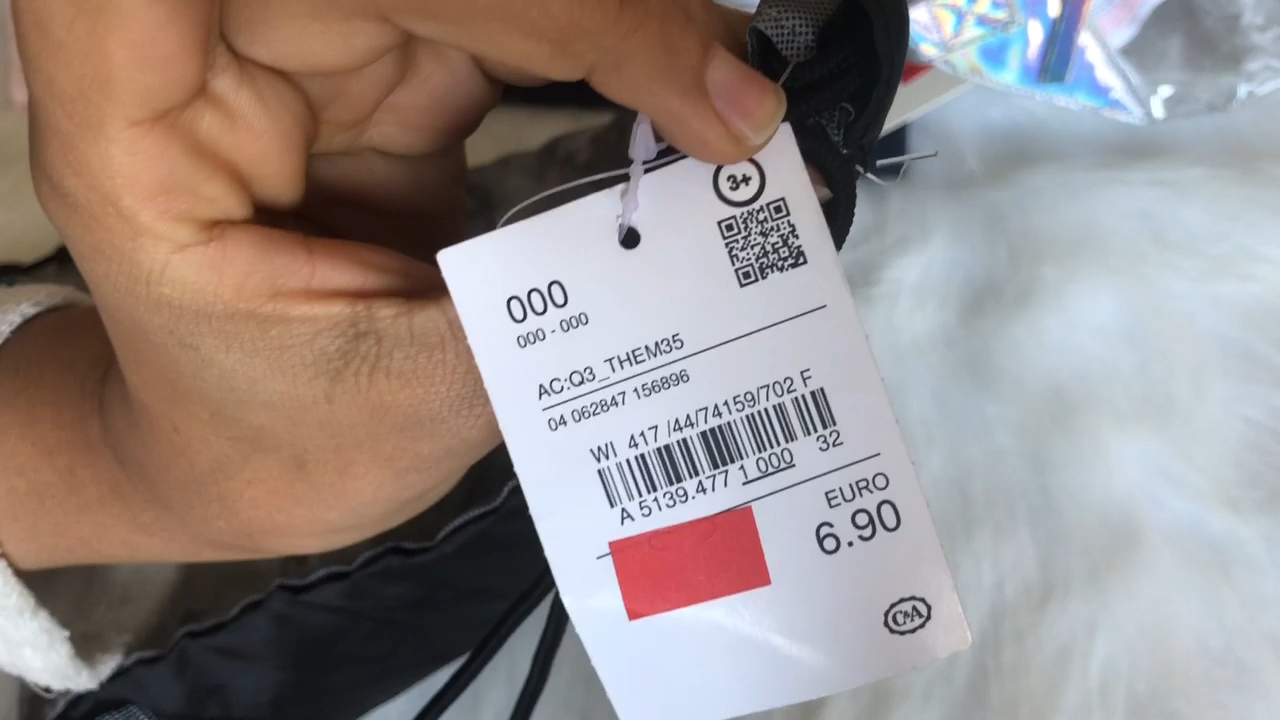 3+
000
000 - 000
AC:Q3_THEM35
04 062847 156896
WI 417 /44/74159/702 F
A 5139.477 1 000 32
EURO
6.90
C&A